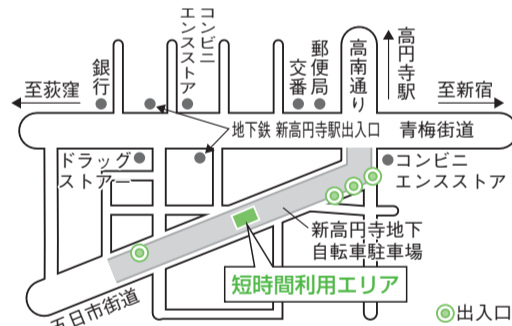 コンビニ
エンスストア
銀行
至荻窪
交番
郵便局
高南通り
高円寺駅
至新宿
地下鉄 新高円寺駅出入口
青梅街道
ドラッグ
ストアー
コンビニ
エンスストア
新高円寺地下
自転車駐車場
短時間利用エリア
五日市街道
出入口